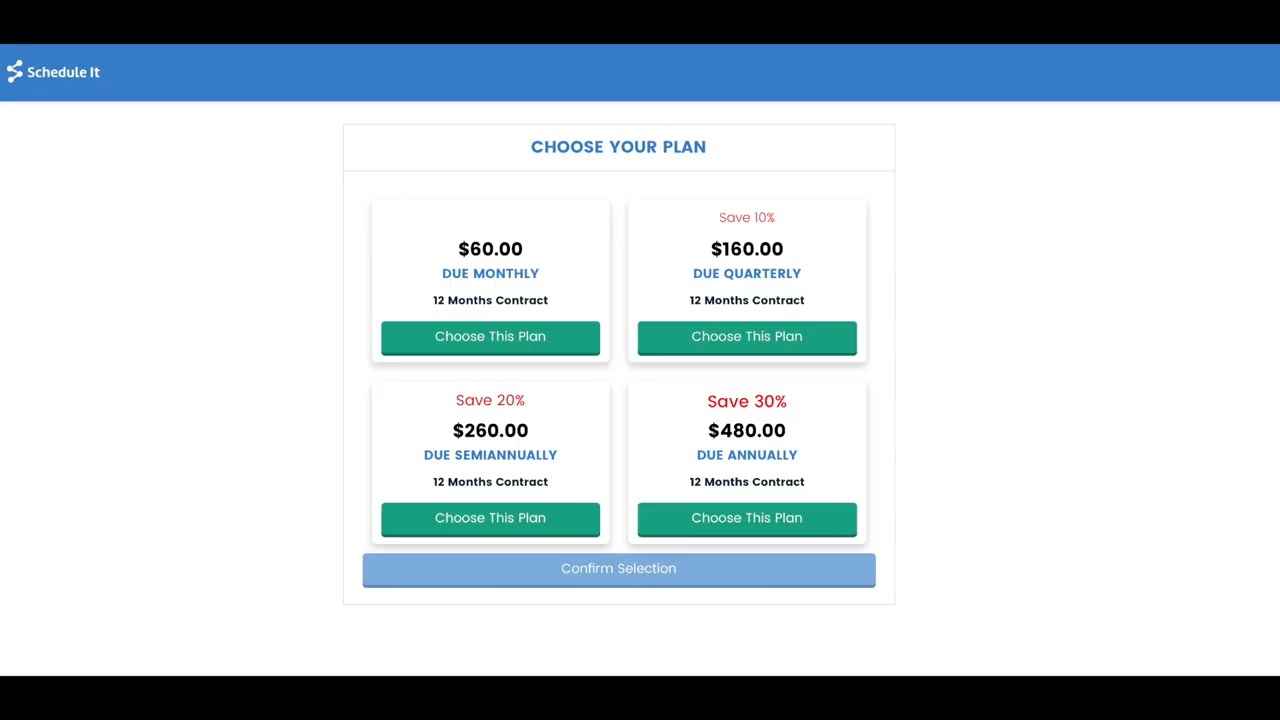 Schedule It
CHOOSE YOUR PLAN
$60.00
DUE MONTHLY
12 Months Contract
Choose This Plan
Save 10%
$160.00
DUE QUARTERLY
12 Months Contract
Choose This Plan
Save 20%
$260.00
DUE SEMIANNUALLY
12 Months Contract
Choose This Plan
Save 30%
$480.00
DUE ANNUALLY
12 Months Contract
Choose This Plan
Confirm Selection